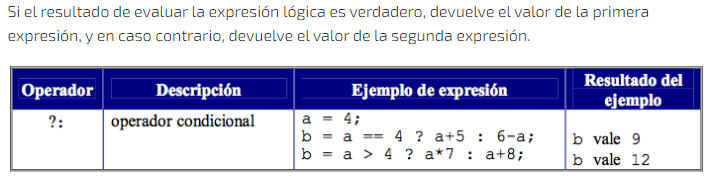 Si el resultado de evaluar la expresión lógica es verdadero, devuelve el valor de la primera
expresión, y en caso contrario, devuelve el valor de la segunda expresión.
Operador Descripción Ejemplo de expresión Resultado del
ejemplo
?: operador condicional a = 4;
b = a == 4 ? a+5 : 6-a; b vale 9
b = a > 4 ? a*7 : a+8; b vale 12